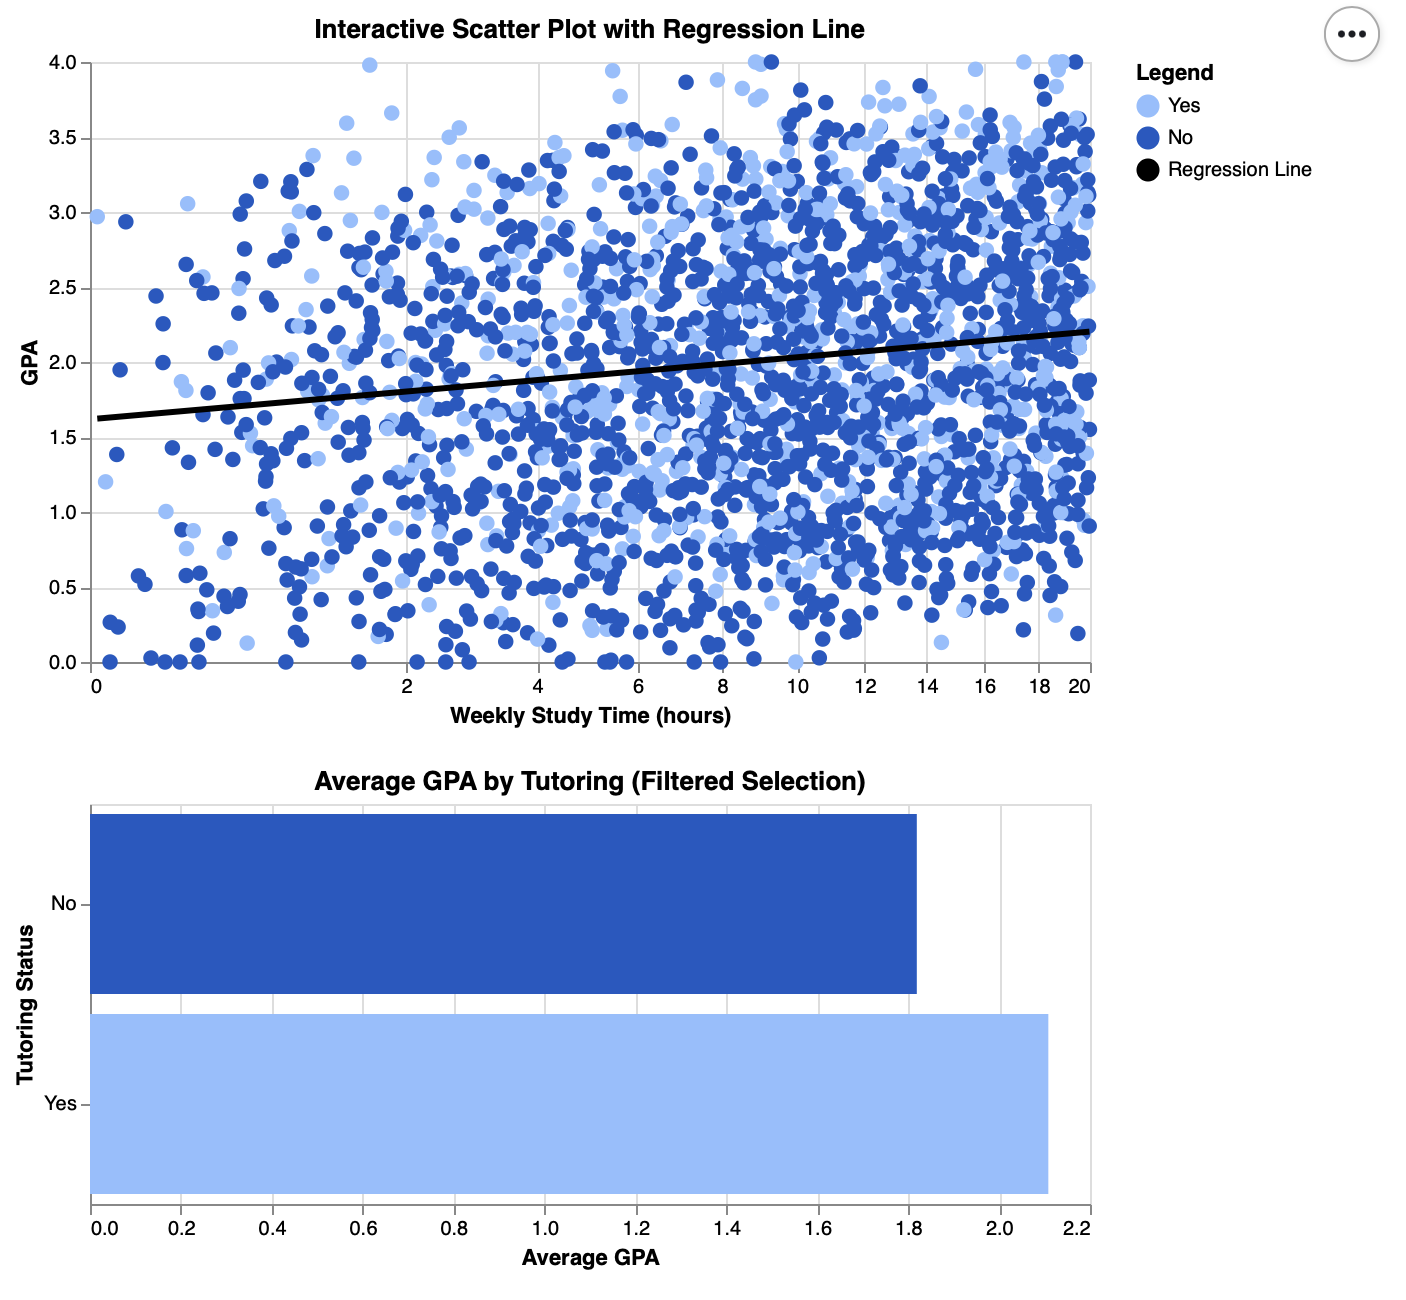 Interactive Scatter Plot with Regression Line
Legend
Yes
No
Regression Line
4.0
3.5
3.0
2.5
2.0
1.5
1.0
0.5
0.0
GPA
0 2 4 6 8 10 12 14 16 18 20
Weekly Study Time (hours)
Average GPA by Tutoring (Filtered Selection)
Tutoring Status
No
Yes
0.0 0.2 0.4 0.6 0.8 1.0 1.2 1.4 1.6 1.8 2.0 2.2
Average GPA